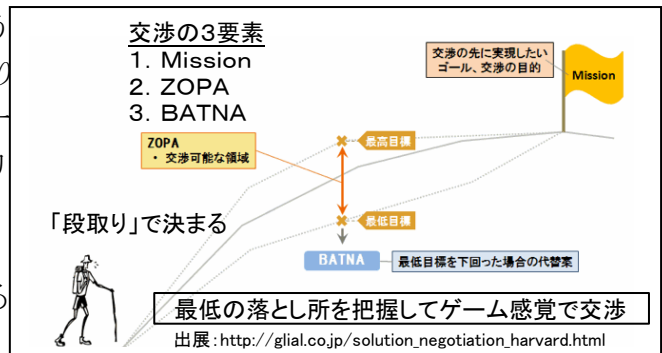 交渉の3要素
1. Mission
2. ZOPA
3. BATNA
交渉の先に実現したい
ゴール、交渉の目的
Mission
ZOPA
・ 交渉可能な領域
最高目標
「段取り」で決まる
最低目標
BATNA
最低目標を下回った場合の代替案
最低の落とし所を把握してゲーム感覚で交渉
出展：http://glial.co.jp/solution_negotiation_harvard.html